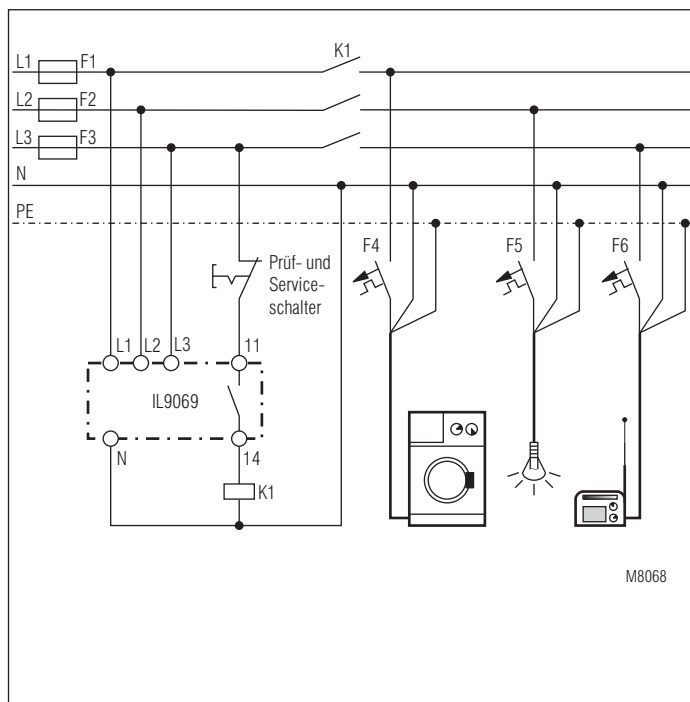 K1
L1 F1
L2 F2
L3 F3
N
PE
F4 F5 F6
Prüf- und
Service-
schalter
L1 L2 L3 11
IL9069
N 14
K1
M8068